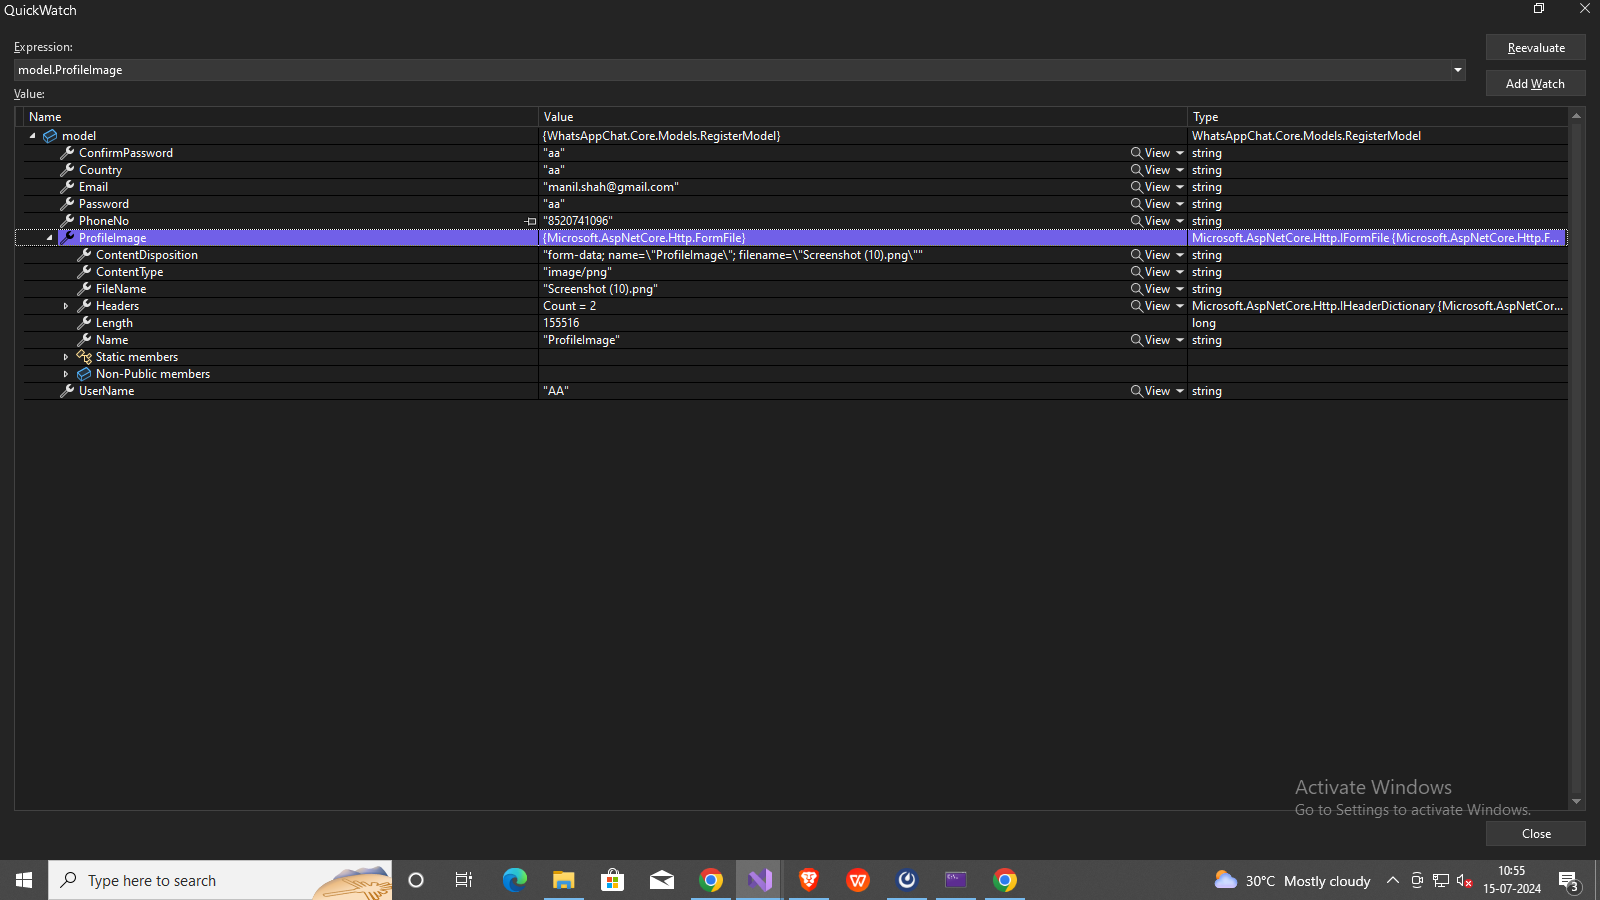 QuickWatch
Expression:
Reevaluate
model.ProfileImage
Add Watch
Value:
Name Value Type
model {WhatsAppChat.Core.Models.RegisterModel} WhatsAppChat.Core.Models.RegisterModel
ConfirmPassword "aa" View string
Country "aa" View string
Email "manil.shah@gmail.com" View string
Password "aa" View string
PhoneNo "8520741096" View string
ProfileImage {Microsoft.AspNetCore.Http.FormFile} Microsoft.AspNetCore.Http.IFormFile {Microsoft.AspNetCore.Http.F...
ContentDisposition "form-data; name=\"ProfileImage\"; filename=\"Screenshot (10).png\"" View string
ContentType "image/png" View string
FileName "Screenshot (10).png" View string
Headers Count = 2 View Microsoft.AspNetCore.Http.IHeaderDictionary {Microsoft.AspNetCor...
Length 155516 long
Name "ProfileImage" View string
Static members
Non-Public members
UserName "AA" View string
Activate Windows
Go to Settings to activate Windows.
Close
Type here to search
30°C Mostly cloudy
10:55
15-07-2024
3